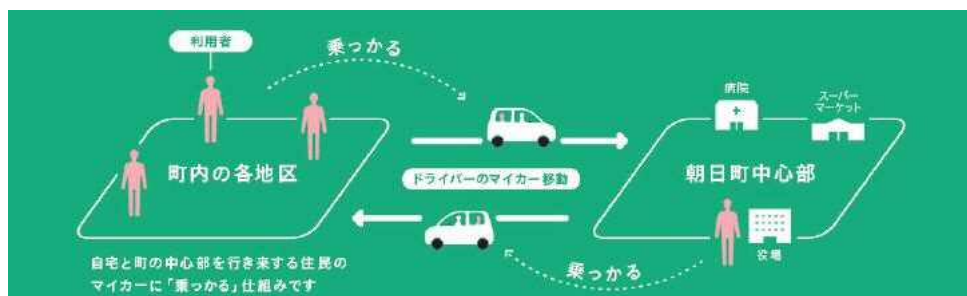 利用者
乗っかる
病院
スーパー
マーケット
町内の各地区
朝日町中心部
ドライバーのマイカー移動
役場
乗っかる
自宅と町の中心部を行き来する住民の
マイカーに「乗っかる」仕組みです